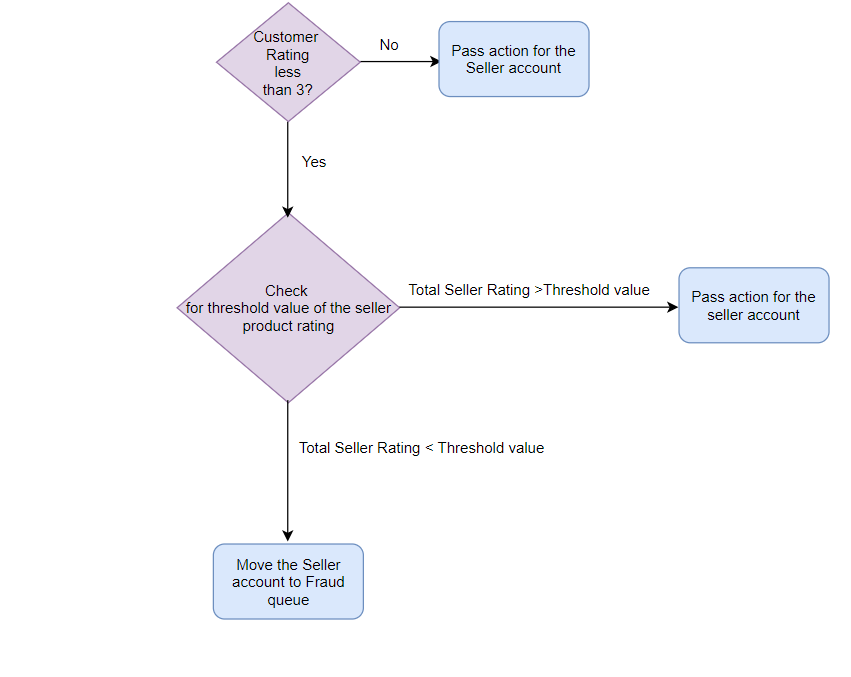 Customer
Rating
less
than 3?
No
Pass action for the
Seller account
Yes
Check
for threshold value of the seller
product rating
Total Seller Rating >Threshold value
Pass action for the
seller account
Total Seller Rating < Threshold value
Move the Seller
account to Fraud
queue